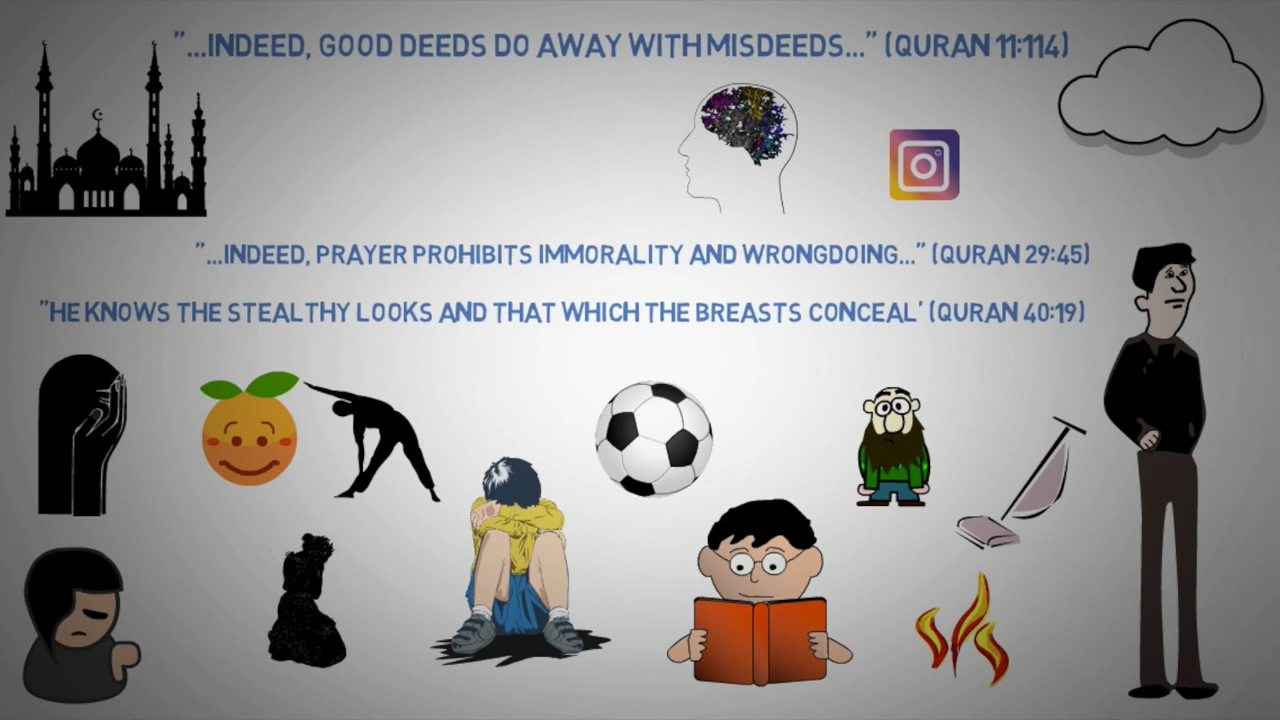 "...INDEED, GOOD DEEDS DO AWAY WITH MISDEEDS..." (QURAN 11:114)
"...INDEED, PRAYER PROHIBITS IMMORALITY AND WRONGDOING..." (QURAN 29:45)
"HE KNOWS THE STEALTHY LOOKS AND THAT WHICH THE BREASTS CONCEAL' (QURAN 40:19)